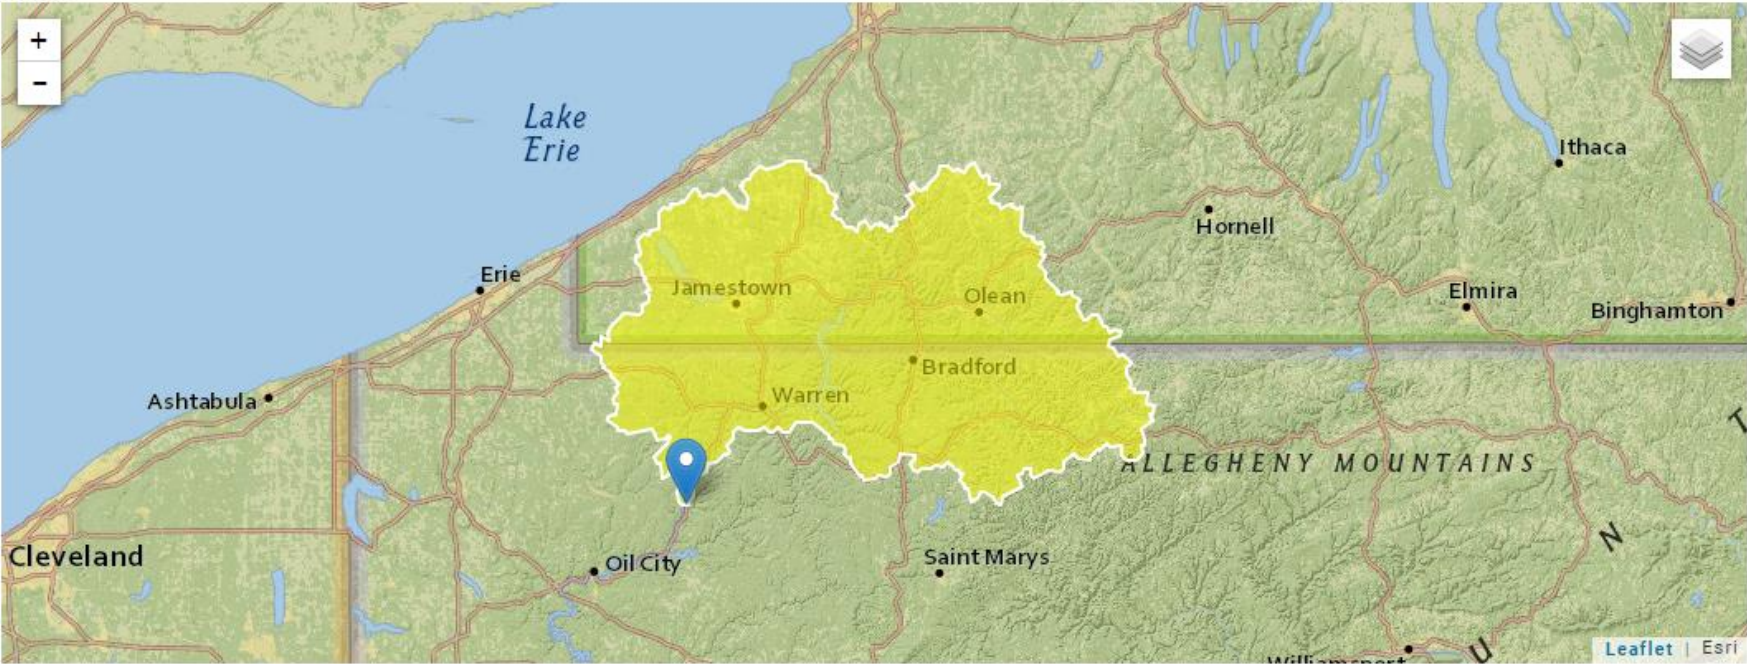 +
−
Lake
Erie
Ithaca
Hornell
Erie
Jamestown
Olean
Elmira
Binghamton
Bradford
Warren
Ashtabula
ALLEGHENY MOUNTAINS
Cleveland
Oil City
Saint Marys
T
N
U
Williamsport
Leaflet | Esri